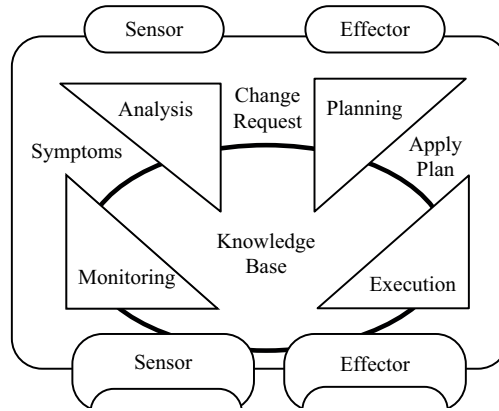 Sensor
Effector
Analysis
Change
Request
Planning
Symptoms
Apply
Plan
Knowledge
Base
Monitoring
Execution
Sensor
Effector